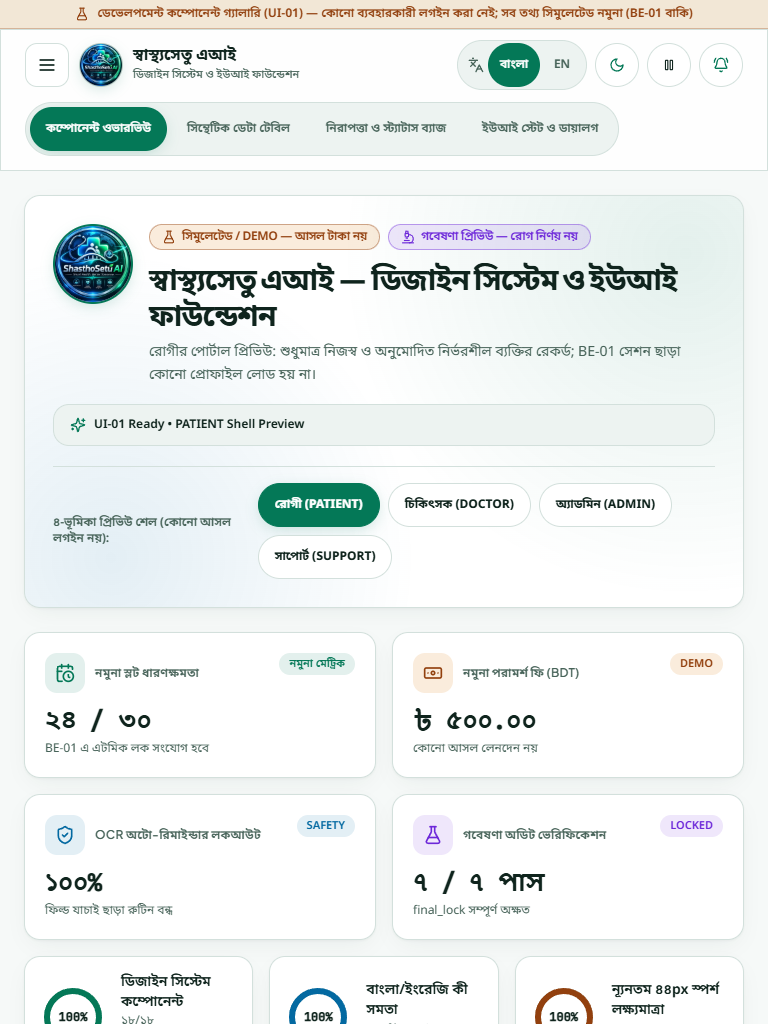 ডেভেলপমেন্ট কম্পোনেন্ট গ্যালারি (UI-01) — কোনো ব্যবহারকারী লগইন করা নেই; সব তথ্য সিমুলেটেড নমুনা (BE-01 বাকি)
স্বাস্থ্যসেতু এআই
ডিজাইন সিস্টেম ও ইউআই ফাউন্ডেশন
বাংলা
EN
কম্পোনেন্ট ওভারভিউ
সিন্থেটিক ডেটা টেবিল
নিরাপত্তা ও স্ট্যাটাস ব্যাজ
ইউআই স্টেট ও ডায়ালগ
ShasthoSetu AI
সিমুলেটেড / DEMO — আসল টাকা নয়
গবেষণা প্রিভিউ — রোগ নির্ণয় নয়
স্বাস্থ্যসেতু এআই — ডিজাইন সিস্টেম ও ইউআই
ফাউন্ডেশন
রোগীর পোর্টাল প্রিভিউ: শুধুমাত্র নিজস্ব ও অনুমোদিত নির্ভরশীল ব্যক্তির রেকর্ড; BE-01 সেশন ছাড়া
কোনো প্রোফাইল লোড হয় না।
UI-01 Ready • PATIENT Shell Preview
৪-ভূমিকা প্রিভিউ শেল (কোনো আসল
লগইন নয়):
রোগী (PATIENT)
চিকিৎসক (DOCTOR)
অ্যাডমিন (ADMIN)
সাপোর্ট (SUPPORT)
নমুনা স্লট ধারণক্ষমতা
নমুনা মেট্রিক
২৪ / ৩০
BE-01 এ এটমিক লক সংযোগ হবে
নমুনা পরামর্শ ফি (BDT)
DEMO
৳ ৫০০.০০
কোনো আসল লেনদেন নয়
OCR অটো-রিমাইন্ডার লকআউট
SAFETY
১০০%
ফিল্ড যাচাই ছাড়া রুটিন বন্ধ
গবেষণা অডিট ভেরিফিকেশন
LOCKED
৭ / ৭ পাস
final_lock সম্পূর্ণ অক্ষত
100%
ডিজাইন সিস্টেম
কম্পোনেন্ট
১৮/১৮
100%
বাংলা/ইংরেজি কী
সমতা
100%
ন্যূনতম ৪৪px স্পর্শ
লক্ষ্যমাত্রা